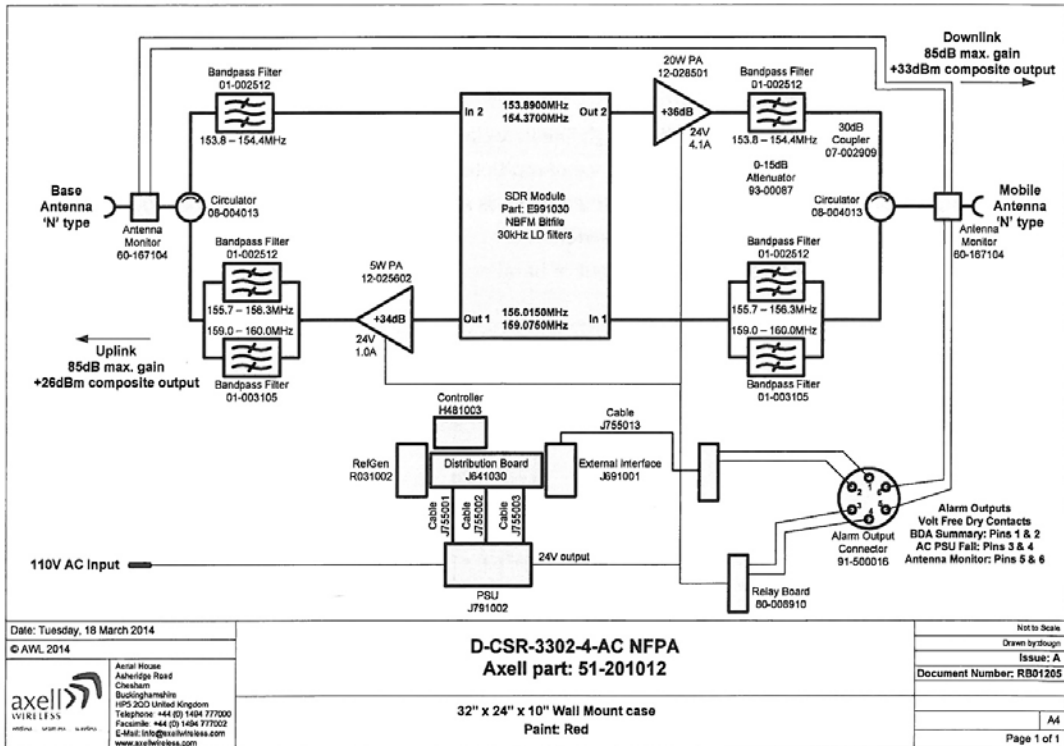 Downlink
85dB max. gain
+33dBm composite output
Bandpass Filter
01-002512
153.8 – 154.4MHz
20W PA
12-028501
+36dB
24V
4.1A
Bandpass Filter
01-002512
153.8 – 154.4MHz
30dB
Coupler
07-002909
0-15dB
Attenuator
93-00087
In 2
153.8900MHz
154.3700MHz
Out 2
SDR Module
Part: E991030
NBFM Bitfile
30kHz LD filters
156.0150MHz
159.0750MHz
Out 1
In 1
Base
Antenna
'N' type
Antenna
Monitor
60-167104
Circulator
08-004013
Circulator
08-004013
Mobile
Antenna
'N' type
Antenna
Monitor
60-167104
Bandpass Filter
01-002512
155.7 – 156.3MHz
159.0 – 160.0MHz
Bandpass Filter
01-003105
5W PA
12-025602
+34dB
24V
1.0A
Bandpass Filter
01-002512
155.7 – 156.3MHz
159.0 – 160.0MHz
Bandpass Filter
01-003105
Uplink
85dB max. gain
+26dBm composite output
Controller
H481003
RefGen
R031002
Distribution Board
J641030
Cable
J755013
External Interface
J691001
Cable
J755001
Cable
J755002
Cable
J755003
110V AC Input
24V output
PSU
J791002
1
2
3
4
5
6
Alarm Output
Connector
91-500016
Alarm Outputs
Volt Free Dry Contacts
BDA Summary: Pins 1 & 2
AC PSU Fail: Pins 3 & 4
Antenna Monitor: Pins 5 & 6
Relay Board
80-008910
Date: Tuesday, 18 March 2014
© AWL 2014
axell
WIRELESS
Aerial House
Asheridge Road
Chesham
Buckinghamshire
HP5 2QD United Kingdom
Telephone: +44 (0) 1494 777000
Facsimile: +44 (0) 1494 777002
E-Mail: info@axellwireless.com
www.axellwireless.com
D-CSR-3302-4-AC NFPA
Axell part: 51-201012
32" x 24" x 10" Wall Mount case
Paint: Red
Not to Scale
Issue: A
Document Number: RB01205
A4
Page 1 of 1